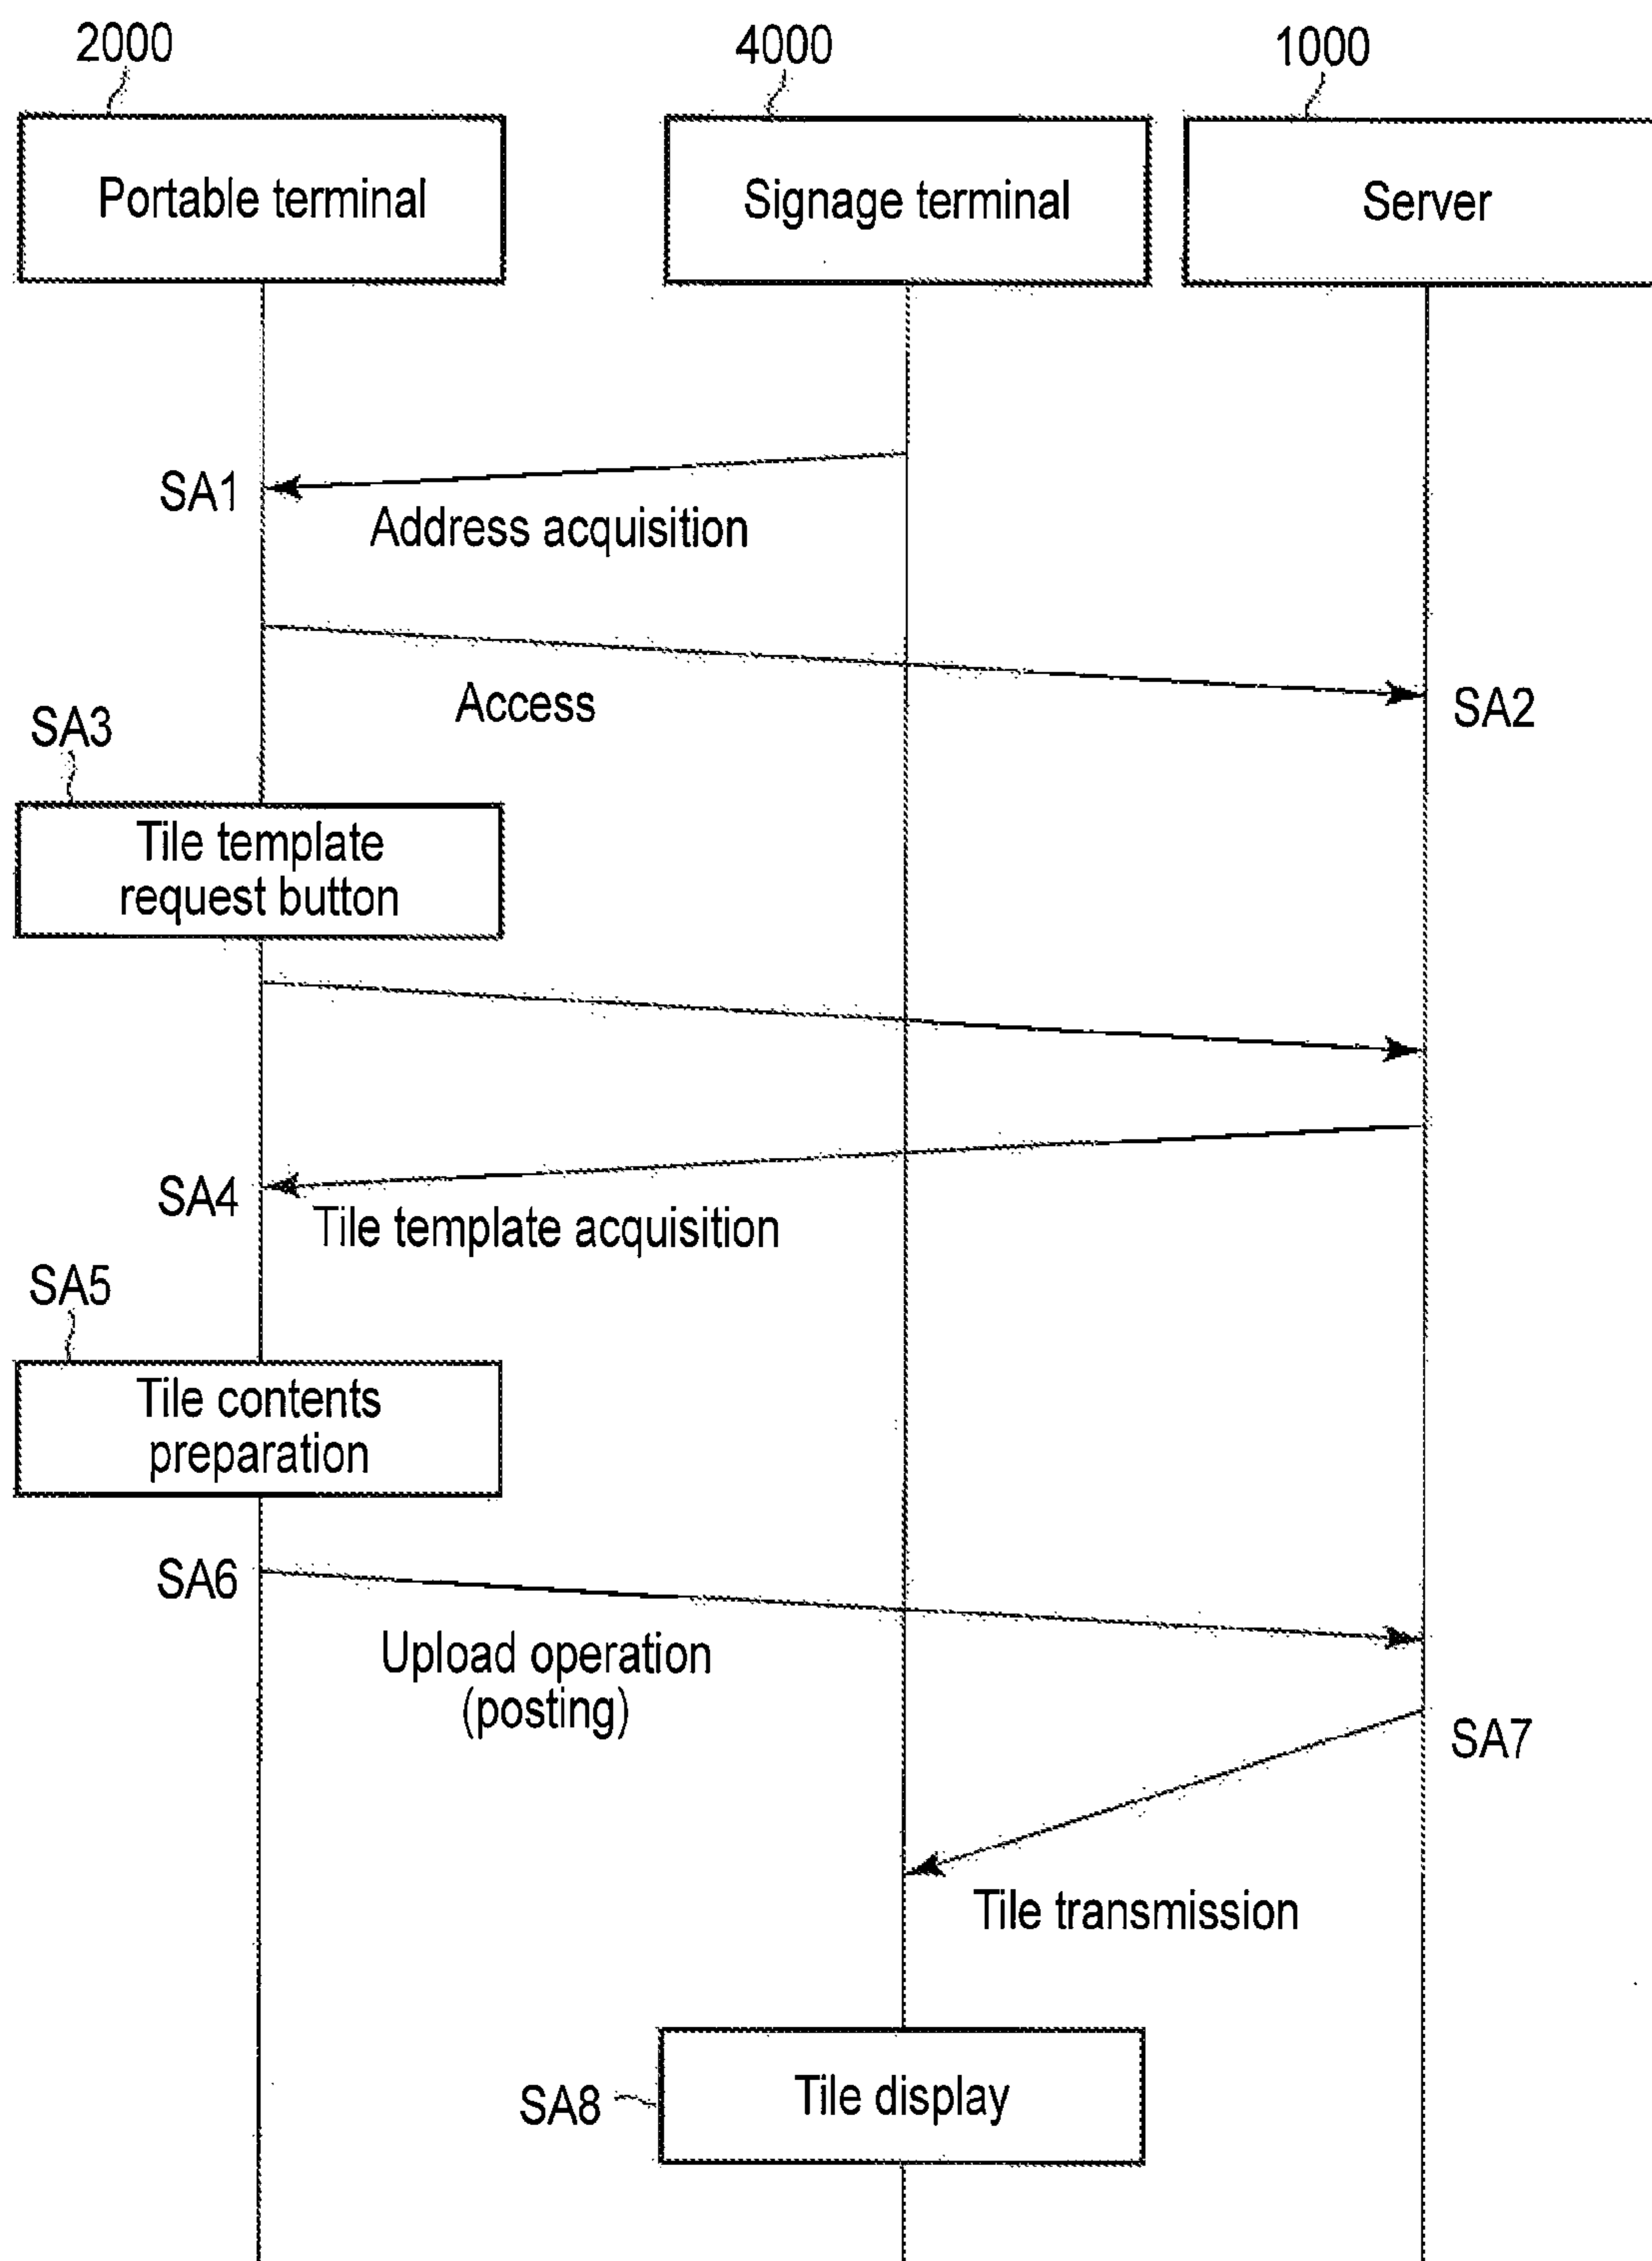 2000
4000
1000
Portable terminal
Signage terminal
Server
SA1
Address acquisition
Access
SA2
SA3
Tile template
request button
SA4
Tile template acquisition
SA5
Tile contents
preparation
SA6
Upload operation
(posting)
SA7
Tile transmission
SA8
Tile display